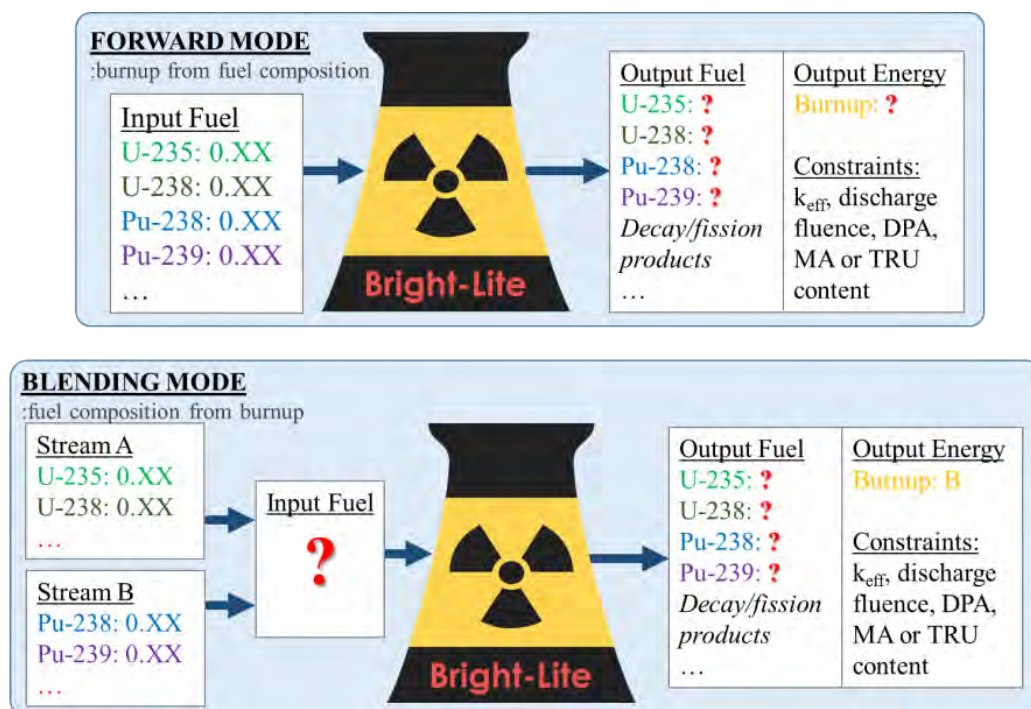 FORWARD MODE
:burnup from fuel composition
Input Fuel
U-235: 0.XX
U-238: 0.XX
Pu-238: 0.XX
Pu-239: 0.XX
…
Bright-Lite
Output Fuel
U-235: ?
U-238: ?
Pu-238: ?
Pu-239: ?
Decay/fission
products
…
Output Energy
Burnup: ?
Constraints:
keff, discharge
fluence, DPA,
MA or TRU
content
BLENDING MODE
:fuel composition from burnup
Stream A
U-235: 0.XX
U-238: 0.XX
…
Stream B
Pu-238: 0.XX
Pu-239: 0.XX
…
Input Fuel
?
Bright-Lite
Output Fuel
U-235: ?
U-238: ?
Pu-238: ?
Pu-239: ?
Decay/fission
products
…
Output Energy
Burnup: B
Constraints:
keff, discharge
fluence, DPA,
MA or TRU
content